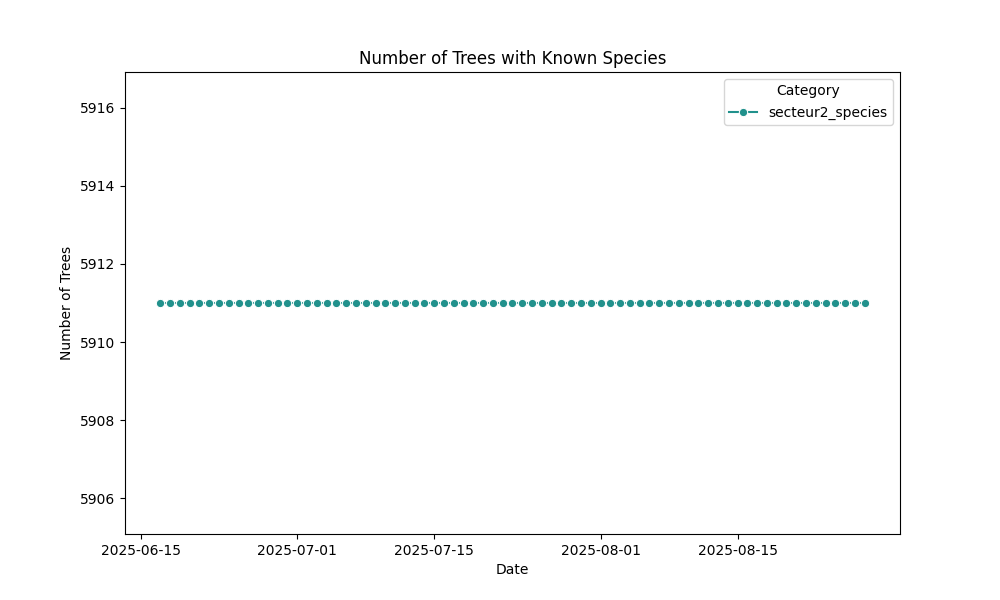 Number of Trees with Known Species
Category
secteur2_species
5916
5914
5912
5910
5908
5906
Number of Trees
2025-06-15
2025-07-01
2025-07-15
2025-08-01
2025-08-15
Date